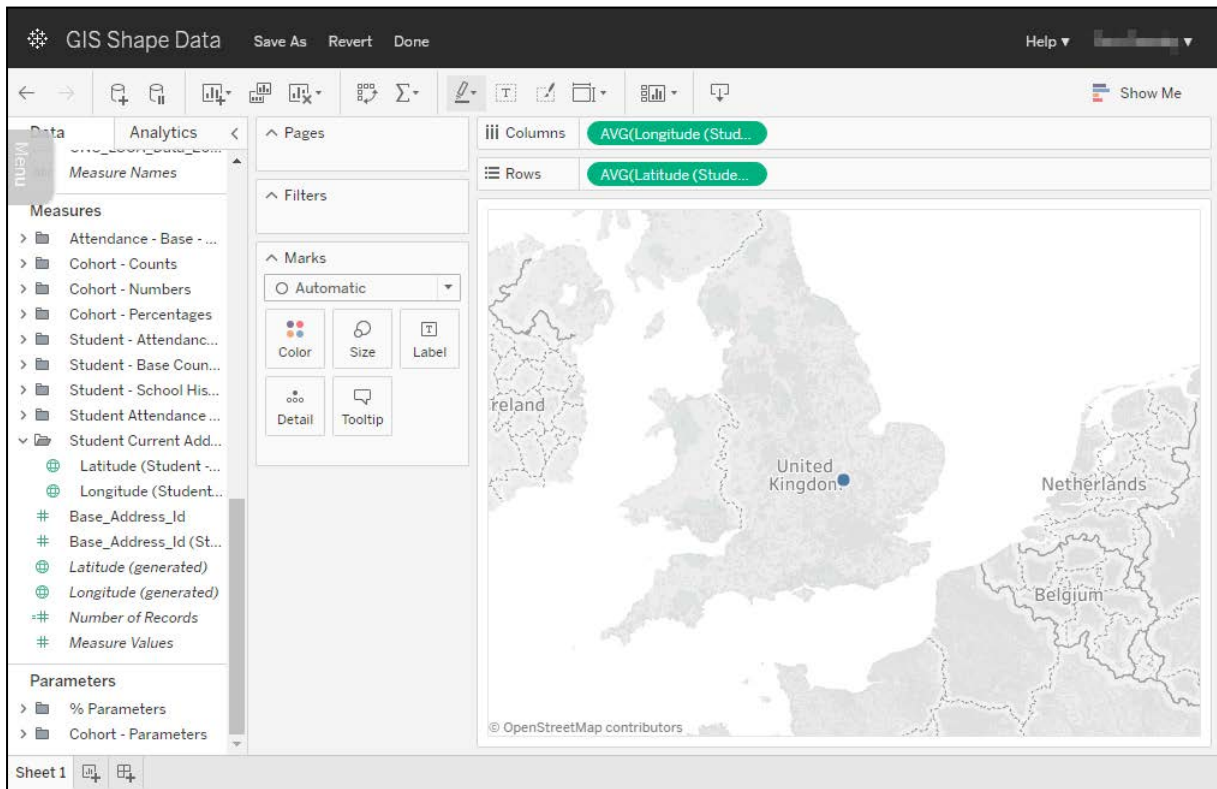 GIS Shape Data Save As Revert Done Help ▾
Show Me
Data Analytics
Menu
Measure Names
Measures
Attendance - Base - ...
Cohort - Counts
Cohort - Numbers
Cohort - Percentages
Student - Attendanc...
Student - Base Coun...
Student - School His...
Student Attendance ...
Student Current Add...
Latitude (Student -...
Longitude (Student...
Base_Address_Id
Base_Address_Id (St...
Latitude (generated)
Longitude (generated)
Number of Records
Measure Values
Parameters
% Parameters
Cohort - Parameters
Pages
Filters
Marks
Automatic
Color Size Label
Detail Tooltip
Columns AVG(Longitude (Stud...
Rows AVG(Latitude (Stude...
reland
United
Kingdom
Netherlands
Belgium
© OpenStreetMap contributors
Sheet 1